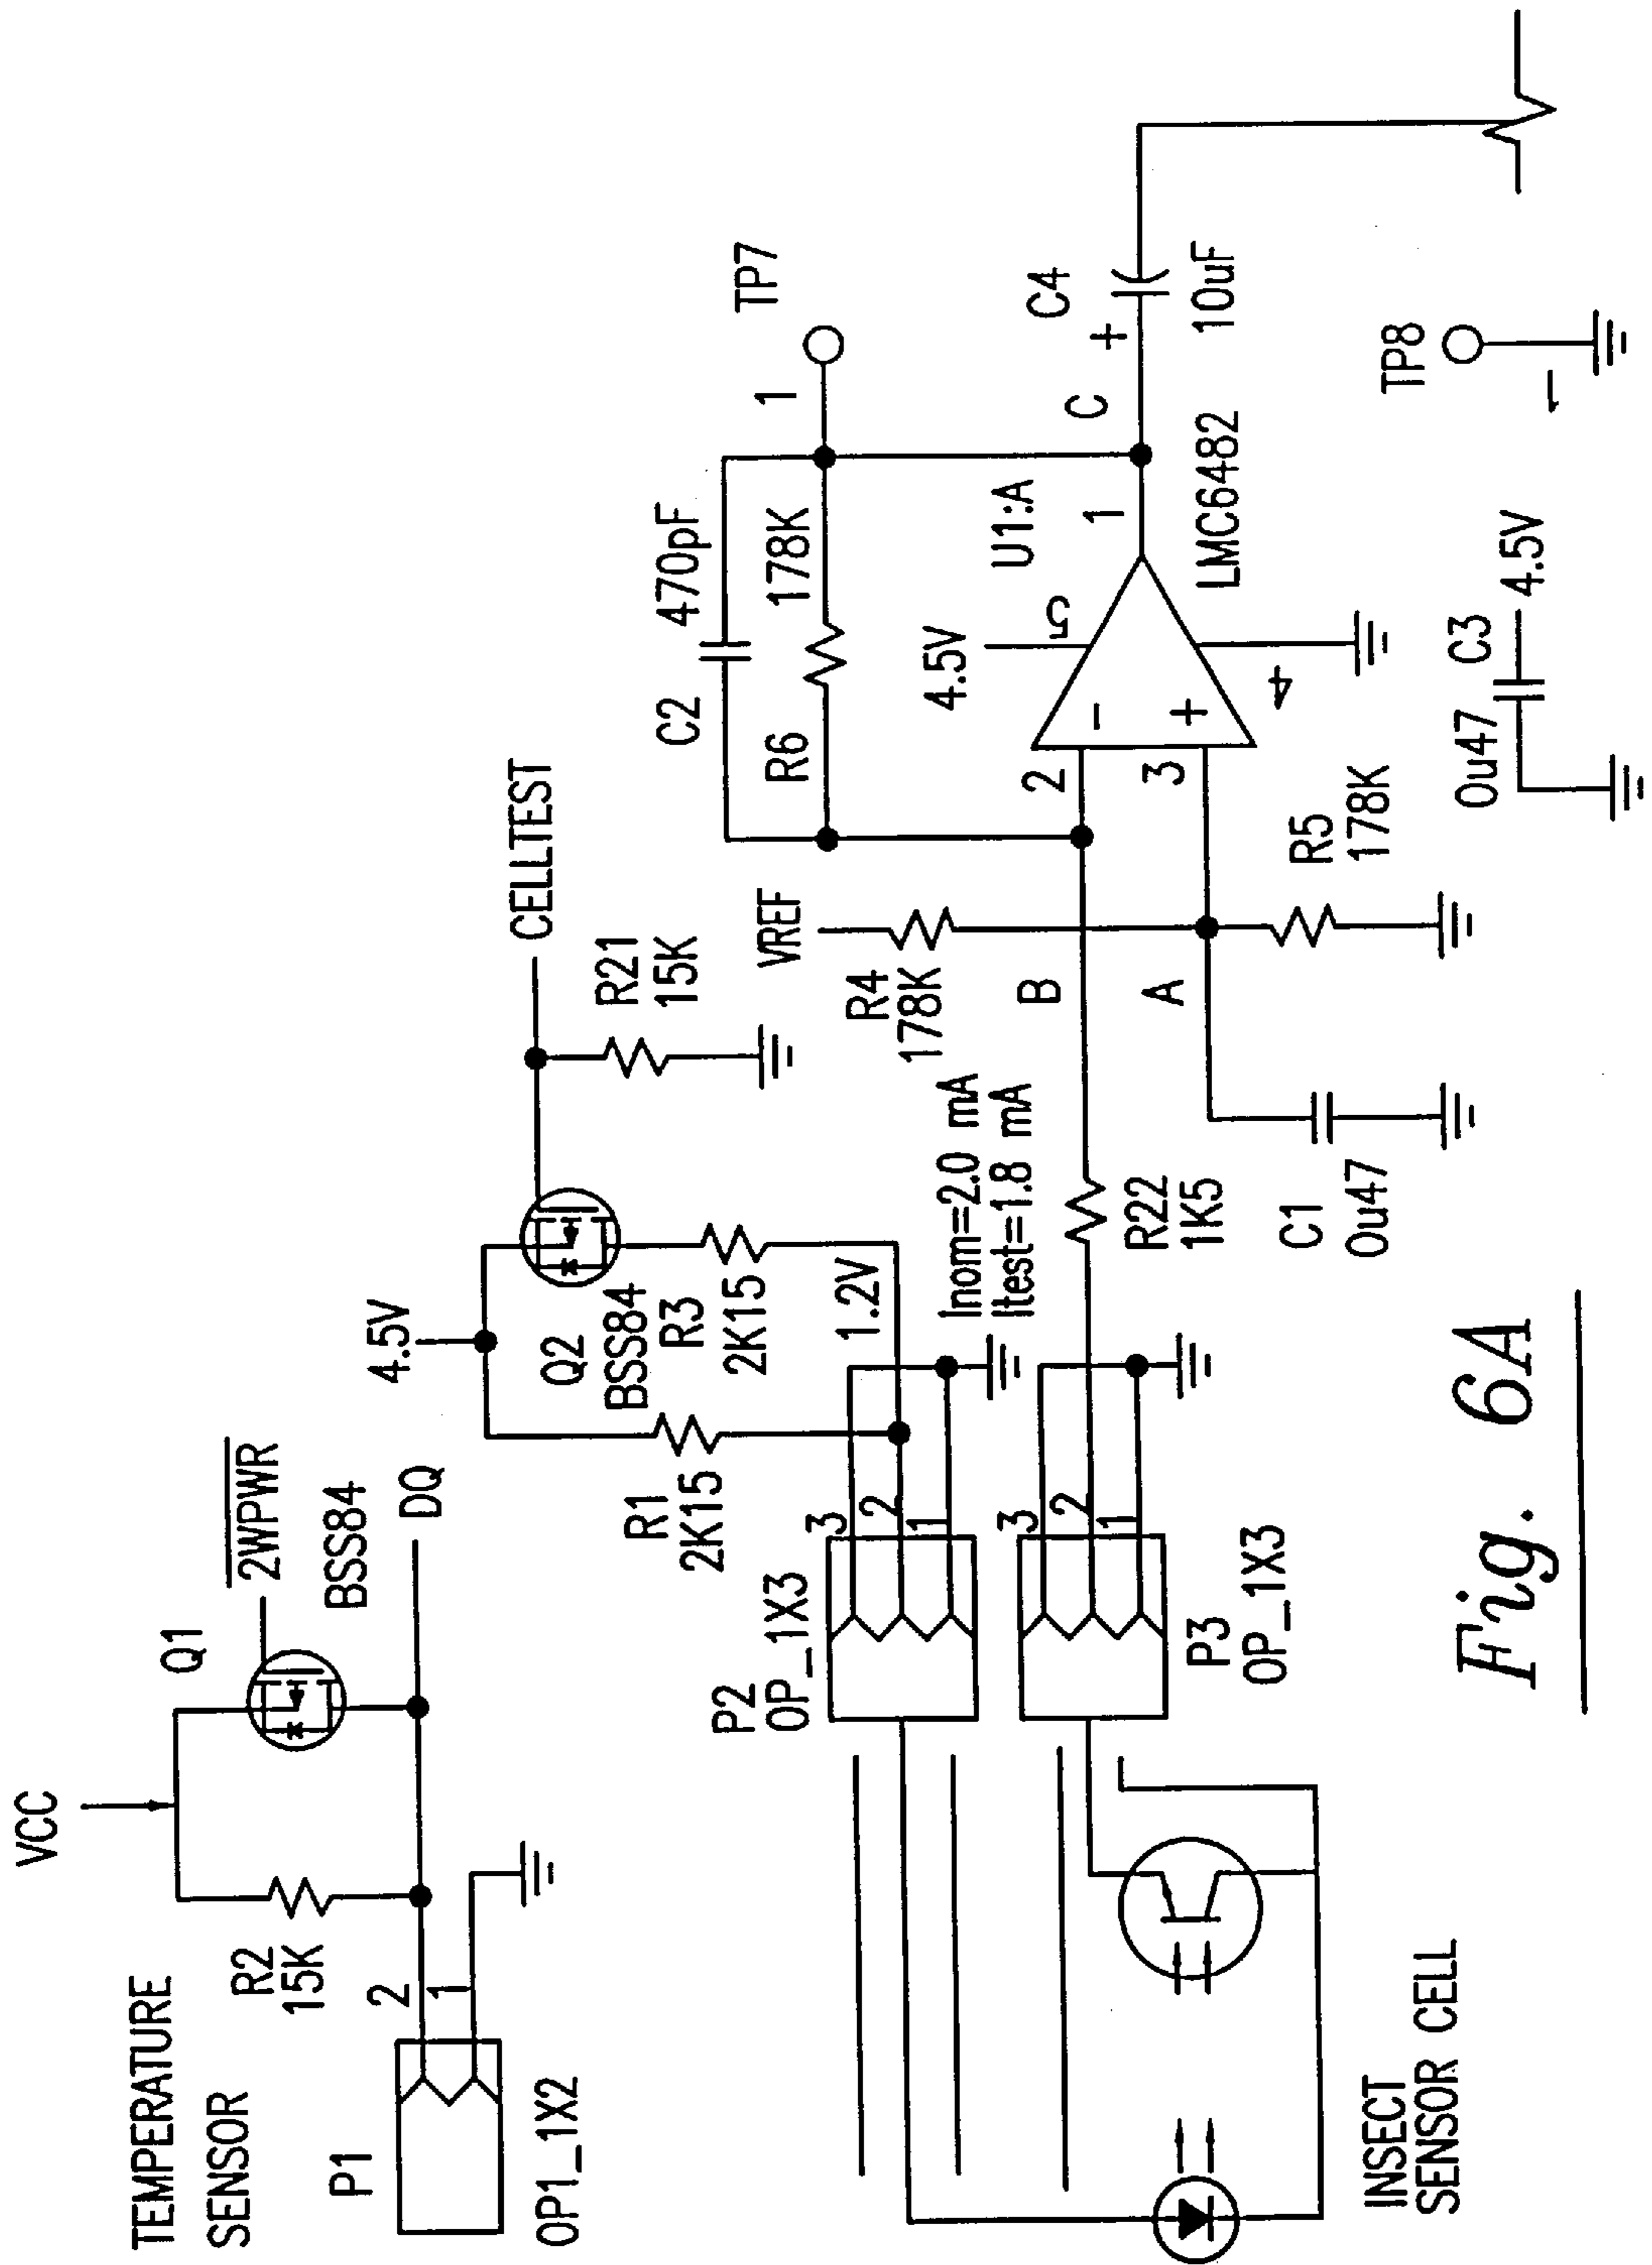 TEMPERATURE
SENSOR
VCC
R2
15K
Q1
2WPWR
BSS84
DQ
P1
2
1
OP1_1X2
4.5V
Q2
BSS84
CELLTEST
R21
15K
R1
2K15
R3
2K15
1.2V
P2
OP_1X3
3
2
1
Inom=2.0 mA
Itest=1.8 mA
P3
OP_1X3
3
2
1
R22
1K5
INSECT
SENSOR CELL
VREF
R4
178K
B
A
C1
0u47
R5
178K
C2
470pF
R6
178K
1
TP7
4.5V
5
U1:A
2
3
1
4
LMC6482
C
C4
+
10uF
0u47
C3
4.5V
TP8
1
Fig. 6A